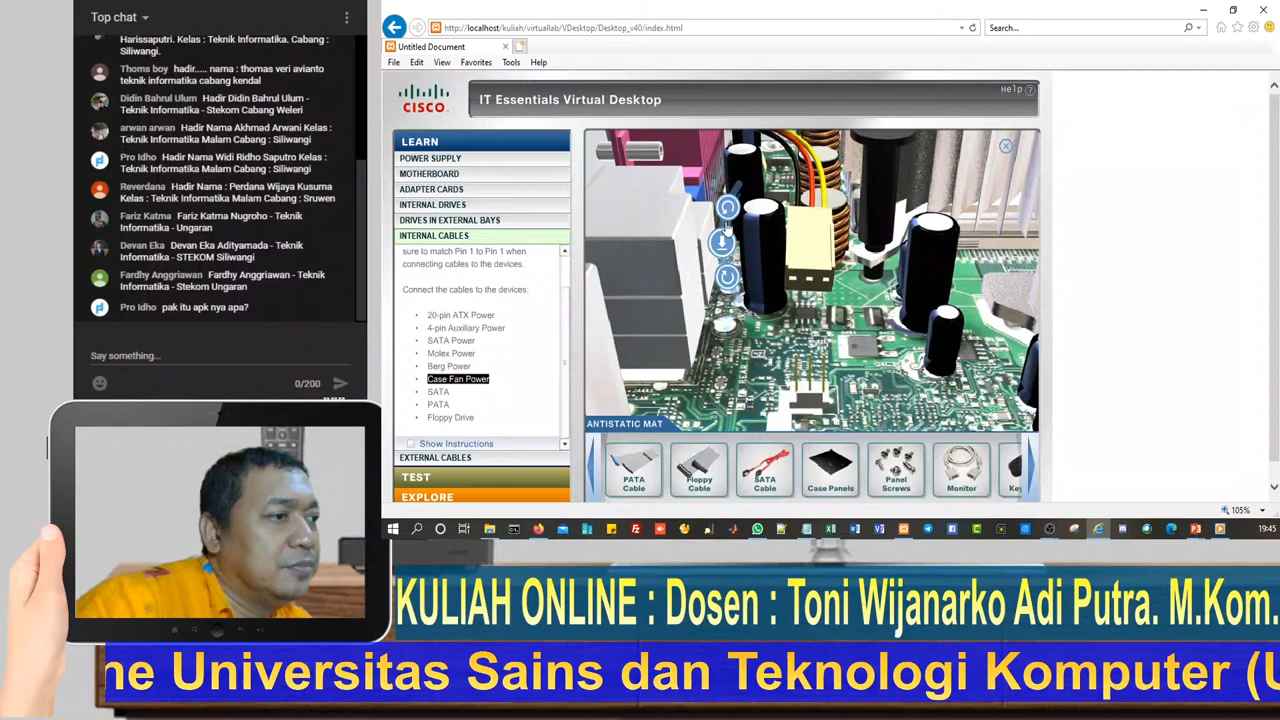 Top chat
Harissaputri. Kelas : Teknik Informatika. Cabang :
Siliwangi.
Thoms boy hadir..... nama : thomas veri avianto
teknik informatika cabang kendal
Didin Bahrul Ulum Hadir Didin Bahrul Ulum -
Teknik Informatika - Stekom Cabang Weleri
arwan arwan Hadir Nama Akhmad Arwani Kelas :
Teknik Informatika Malam Cabang : Siliwangi
Pro Idho Hadir Nama Widi Ridho Saputro Kelas :
Teknik Informatika Malam Cabang : Siliwangi
Reverdana Hadir Nama : Perdana Wijaya Kusuma
Kelas : Teknik Informatika Malam Cabang : Sruwen
Fariz Katma Fariz Katma Nugroho - Teknik
Informatika - Ungaran
Devan Eka Devan Eka Adityamada - Teknik
Informatika - STEKOM Siliwangi
Fardhy Anggriawan Fardhy Anggriawan - Teknik
Informatika - Stekom Ungaran
Pro Idho pak itu apk nya apa?
Say something...
0/200
http://localhost/kuliah/virtuallab/VDesktop/Desktop_v40/index.html
Search...
Untitled Document
File Edit View Favorites Tools Help
CISCO
IT Essentials Virtual Desktop
Help ?
LEARN
POWER SUPPLY
MOTHERBOARD
ADAPTER CARDS
INTERNAL DRIVES
DRIVES IN EXTERNAL BAYS
INTERNAL CABLES
sure to match Pin 1 to Pin 1 when
connecting cables to the devices.
Connect the cables to the devices:
• 20-pin ATX Power
• 4-pin Auxiliary Power
• SATA Power
• Molex Power
• Berg Power
• Case Fan Power
• SATA
• PATA
• Floppy Drive
Show Instructions
EXTERNAL CABLES
TEST
EXPLORE
ANTISTATIC MAT
PATA
Cable
Floppy
Cable
SATA
Cable
Case Panels
Panel
Screws
Monitor
105%
19:45
KULIAH ONLINE : Dosen : Toni Wijanarko Adi Putra. M.Kom.
ne Universitas Sains dan Teknologi Komputer (U